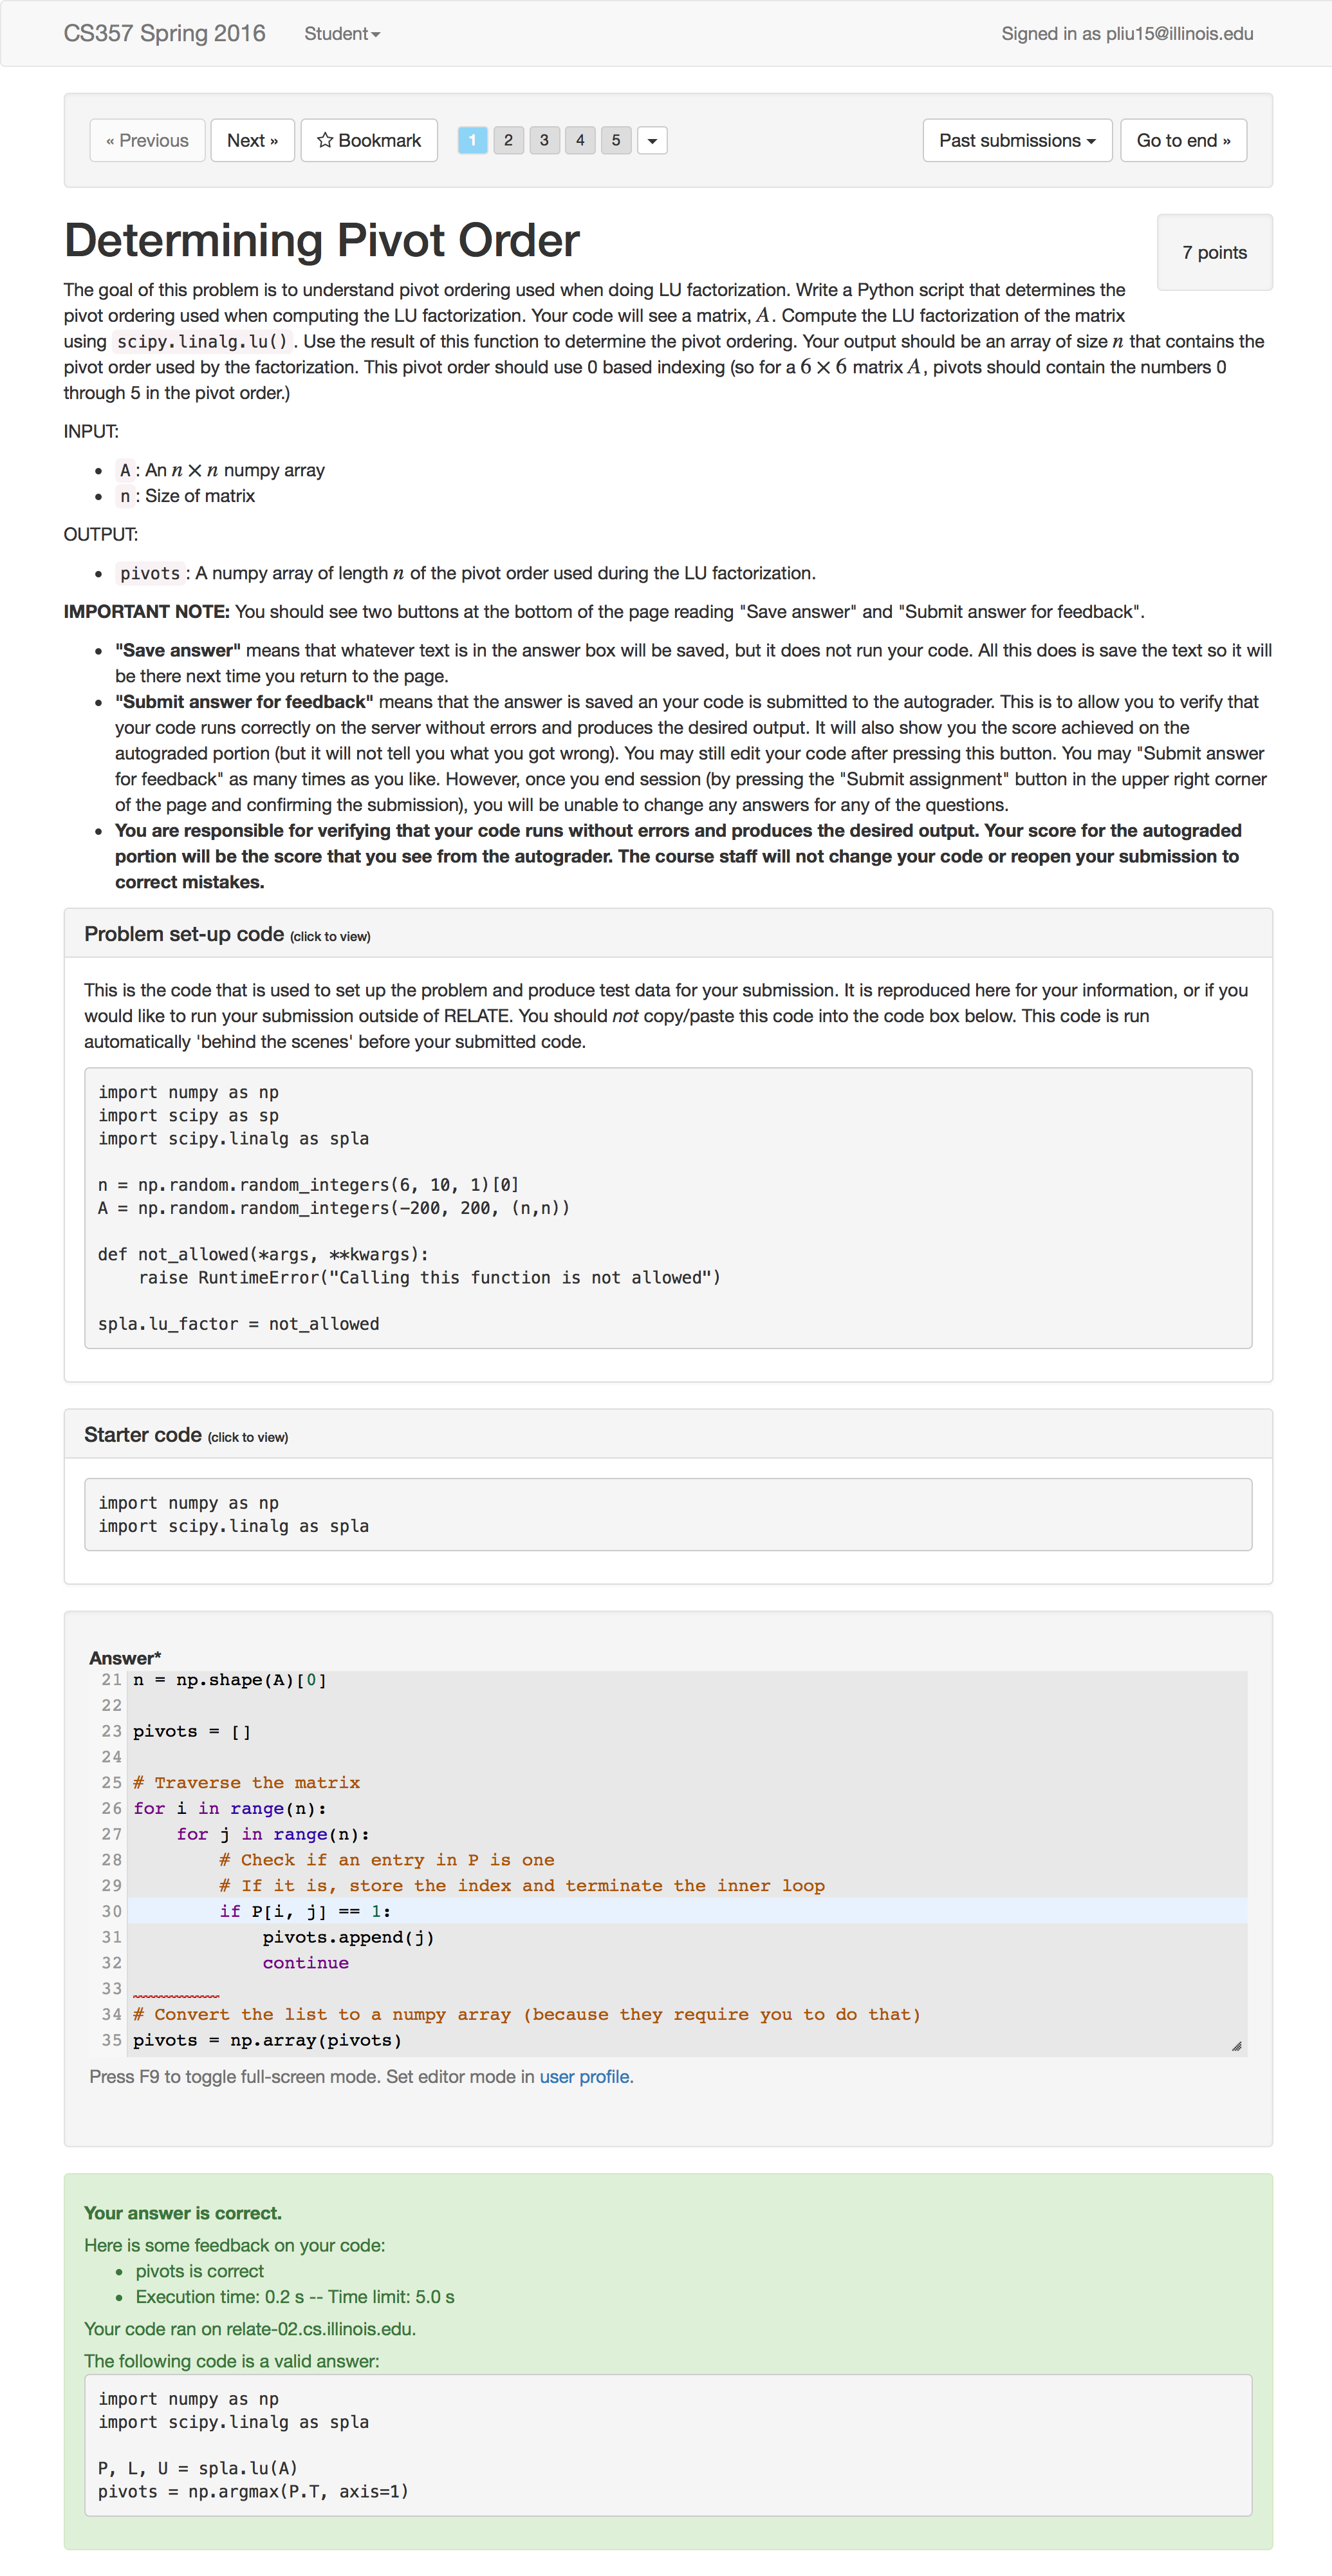 CS357 Spring 2016 Student Signed in as pliu15@illinois.edu
« Previous Next » Bookmark 1 2 3 4 5 Past submissions Go to end »
Determining Pivot Order
7 points
The goal of this problem is to understand pivot ordering used when doing LU factorization. Write a Python script that determines the
pivot ordering used when computing the LU factorization. Your code will see a matrix, A. Compute the LU factorization of the matrix
using scipy.linalg.lu() . Use the result of this function to determine the pivot ordering. Your output should be an array of size n that contains the
pivot order used by the factorization. This pivot order should use 0 based indexing (so for a 6 × 6 matrix A, pivots should contain the numbers 0
through 5 in the pivot order.)
INPUT:
• A : An n × n numpy array
• n : Size of matrix
OUTPUT:
• pivots : A numpy array of length n of the pivot order used during the LU factorization.
IMPORTANT NOTE: You should see two buttons at the bottom of the page reading "Save answer" and "Submit answer for feedback".
• "Save answer" means that whatever text is in the answer box will be saved, but it does not run your code. All this does is save the text so it will
be there next time you return to the page.
• "Submit answer for feedback" means that the answer is saved an your code is submitted to the autograder. This is to allow you to verify that
your code runs correctly on the server without errors and produces the desired output. It will also show you the score achieved on the
autograded portion (but it will not tell you what you got wrong). You may still edit your code after pressing this button. You may "Submit answer
for feedback" as many times as you like. However, once you end session (by pressing the "Submit assignment" button in the upper right corner
of the page and confirming the submission), you will be unable to change any answers for any of the questions.
• You are responsible for verifying that your code runs without errors and produces the desired output. Your score for the autograded
portion will be the score that you see from the autograder. The course staff will not change your code or reopen your submission to
correct mistakes.
Problem set-up code (click to view)
This is the code that is used to set up the problem and produce test data for your submission. It is reproduced here for your information, or if you
would like to run your submission outside of RELATE. You should not copy/paste this code into the code box below. This code is run
automatically 'behind the scenes' before your submitted code.
import numpy as np
import scipy as sp
import scipy.linalg as spla
n = np.random.random_integers(6, 10, 1)[0]
A = np.random.random_integers(-200, 200, (n,n))
def not_allowed(*args, **kwargs):
    raise RuntimeError("Calling this function is not allowed")
spla.lu_factor = not_allowed
Starter code (click to view)
import numpy as np
import scipy.linalg as spla
Answer*
21 n = np.shape(A)[0]
22
23 pivots = []
24
25 # Traverse the matrix
26 for i in range(n):
27     for j in range(n):
28         # Check if an entry in P is one
29         # If it is, store the index and terminate the inner loop
30         if P[i, j] == 1:
31             pivots.append(j)
32             continue
33
34 # Convert the list to a numpy array (because they require you to do that)
35 pivots = np.array(pivots)
Press F9 to toggle full-screen mode. Set editor mode in user profile.
Your answer is correct.
Here is some feedback on your code:
• pivots is correct
• Execution time: 0.2 s -- Time limit: 5.0 s
Your code ran on relate-02.cs.illinois.edu.
The following code is a valid answer:
import numpy as np
import scipy.linalg as spla
P, L, U = spla.lu(A)
pivots = np.argmax(P.T, axis=1)